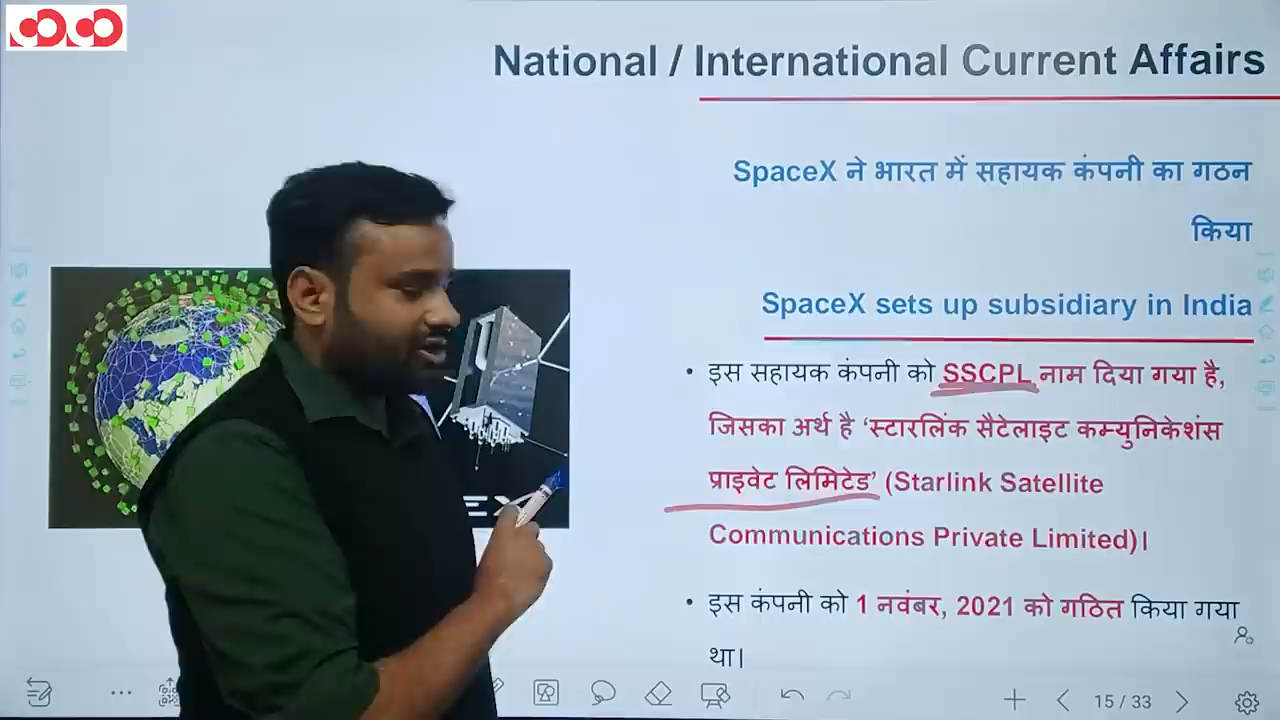 National / International Current Affairs
SpaceX ने भारत में सहायक कंपनी का गठन
किया
SpaceX sets up subsidiary in India
• इस सहायक कंपनी को SSCPL नाम दिया गया है,
जिसका अर्थ है ‘स्टारलिंक सैटेलाइट कम्युनिकेशंस
प्राइवेट लिमिटेड’ (Starlink Satellite
Communications Private Limited)।
• इस कंपनी को 1 नवंबर, 2021 को गठित किया गया
था।
EX
15 / 33